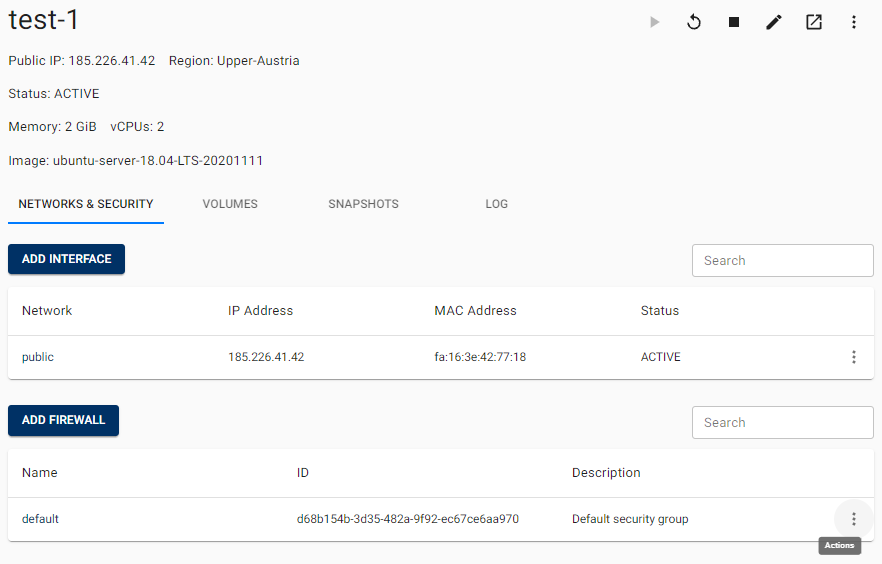 test-1
Public IP: 185.226.41.42 Region: Upper-Austria
Status: ACTIVE
Memory: 2 GiB vCPUs: 2
Image: ubuntu-server-18.04-LTS-20201111
NETWORKS & SECURITY VOLUMES SNAPSHOTS LOG
ADD INTERFACE Search
Network IP Address MAC Address Status
public 185.226.41.42 fa:16:3e:42:77:18 ACTIVE
ADD FIREWALL Search
Name ID Description
default d68b154b-3d35-482a-9f92-ec67ce6aa970 Default security group
Actions